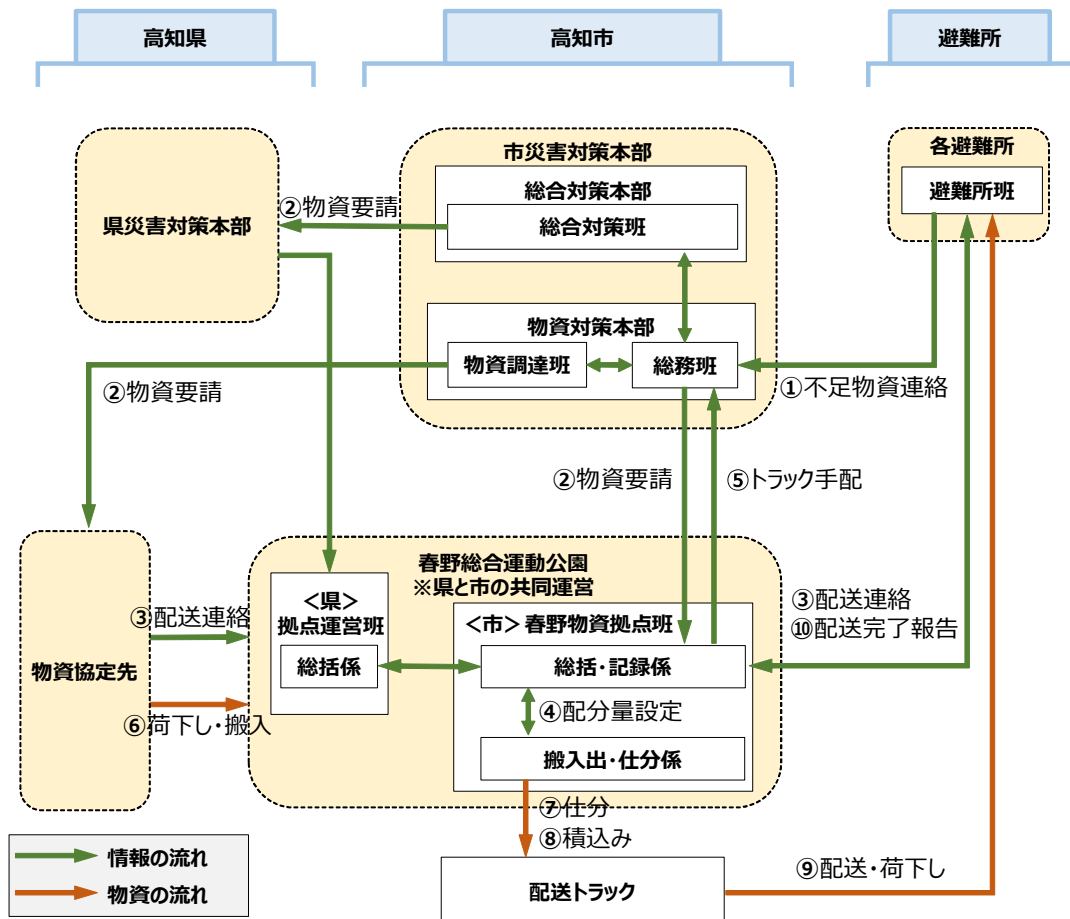 高知県
高知市
避難所
市災害対策本部
総合対策本部
総合対策班
各避難所
避難所班
②物資要請
県災害対策本部
物資対策本部
物資調達班
総務班
①不足物資連絡
②物資要請
②物資要請
⑤トラック手配
春野総合運動公園
※県と市の共同運営
<県>
拠点運営班
総括係
<市>春野物資拠点班
総括・記録係
④配分量設定
搬入出・仕分係
③配送連絡
物資協定先
⑥荷下し・搬入
③配送連絡
⑩配送完了報告
⑦仕分
⑧積込み
配送トラック
⑨配送・荷下し
情報の流れ
物資の流れ